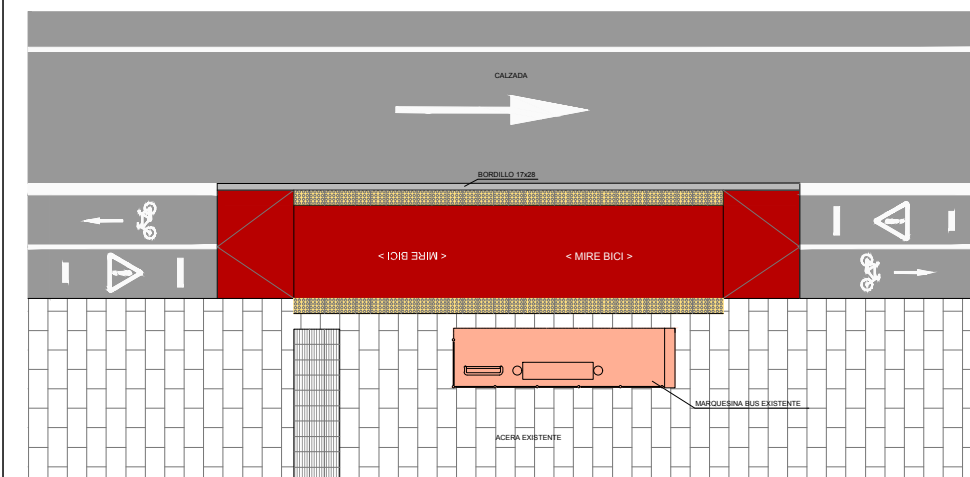 CALZADA
BORDILLO 17x28
< MIRE BICI >
< MIRE BICI >
MARQUESINA BUS EXISTENTE
ACERA EXISTENTE